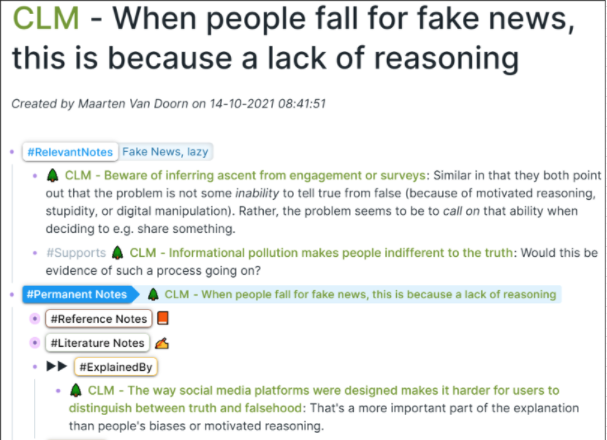 CLM - When people fall for fake news,
this is because a lack of reasoning
Created by Maarten Van Doorn on 14-10-2021 08:41:51
#RelevantNotes Fake News, lazy
🌲 CLM - Beware of inferring ascent from engagement or surveys: Similar in that they both point
out that the problem is not some inability to tell true from false (because of motivated reasoning,
stupidity, or digital manipulation). Rather, the problem seems to be to call on that ability when
deciding to e.g. share something.
#Supports 🌲 CLM - Informational pollution makes people indifferent to the truth: Would this be
evidence of such a process going on?
#Permanent Notes 🌲 CLM - When people fall for fake news, this is because a lack of reasoning
#Reference Notes 📕
#Literature Notes ✍️
▶▶ #ExplainedBy
🌲 CLM - The way social media platforms were designed makes it harder for users to
distinguish between truth and falsehood: That's a more important part of the explanation
than people's biases or motivated reasoning.